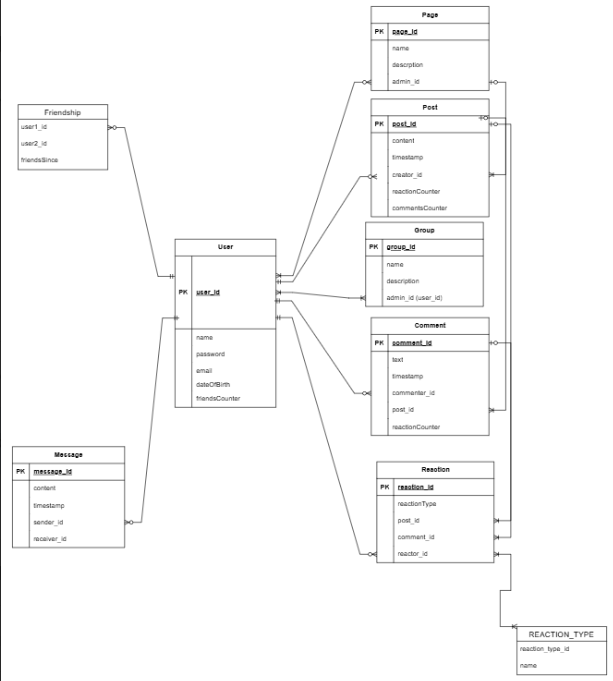 Page
PK page_id
name
descrption
admin_id
Friendship
user1_id
user2_id
friendsSince
Post
PK post_id
content
timestamp
creator_id
reactionCounter
commentsCounter
Group
PK group_id
name
description
admin_id (user_id)
User
PK user_id
name
password
email
dateOfBirth
friendsCounter
Comment
PK comment_id
text
timestamp
commenter_id
post_id
reactionCounter
Message
PK message_id
content
timestamp
sender_id
receiver_id
Reaction
PK reaction_id
reactionType
post_id
comment_id
reactor_id
REACTION_TYPE
reaction_type_id
name